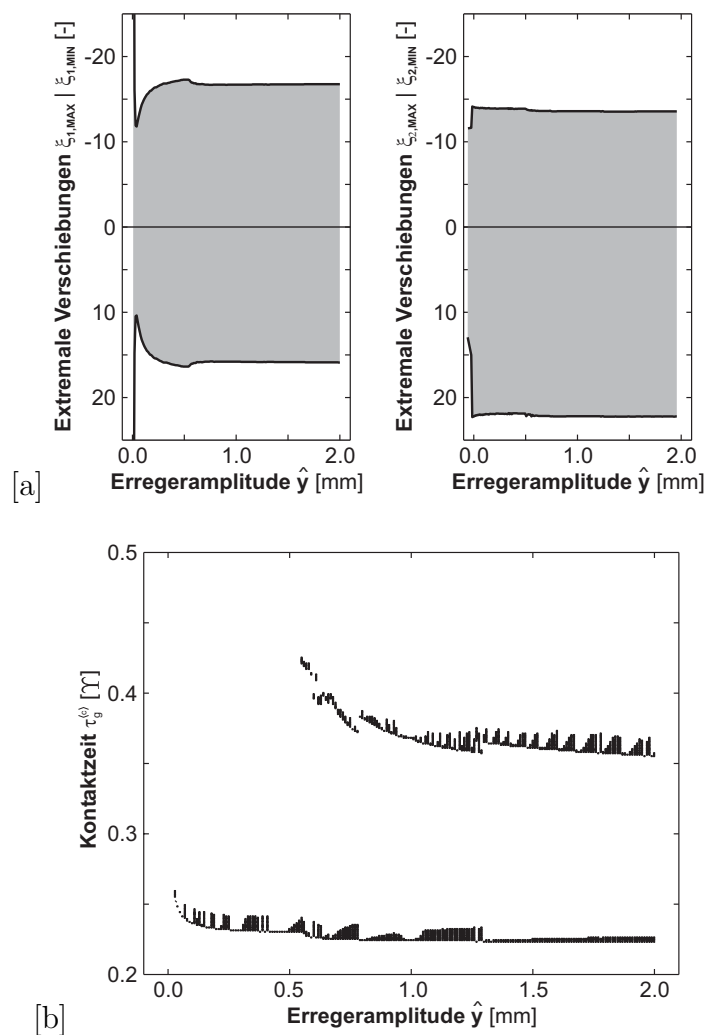 Extremale Verschiebungen ξ1,MAX | ξ1,MIN [-]
-20
-10
0
10
20
0.0 1.0 2.0
Erregeramplitude ŷ [mm]
Extremale Verschiebungen ξ2,MAX | ξ2,MIN [-]
-20
-10
0
10
20
0.0 1.0 2.0
Erregeramplitude ŷ [mm]
[a]
Kontaktzeit τg(c) [ϒ]
0.5
0.4
0.3
0.2
0.0 0.5 1.0 1.5 2.0
Erregeramplitude ŷ [mm]
[b]